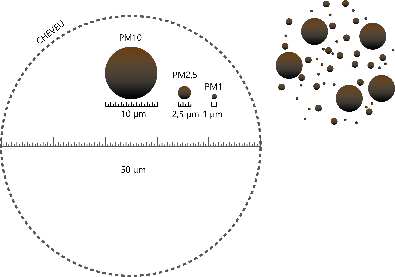 CHEVEU
PM10
PM2,5
PM1
10 µm
2,5 µm
1 µm
50 µm